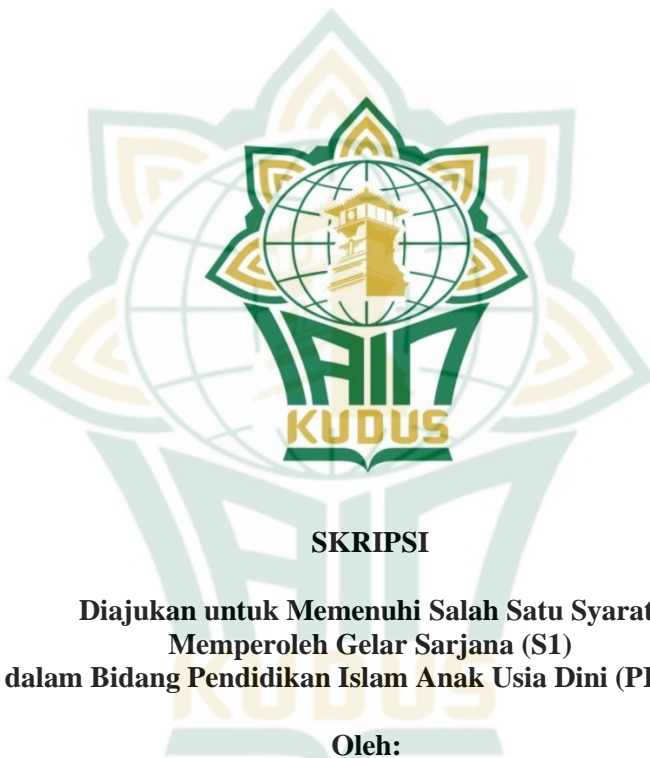 IAIN
KUDUS
SKRIPSI
Diajukan untuk Memenuhi Salah Satu Syarat
Memperoleh Gelar Sarjana (S1)
dalam Bidang Pendidikan Islam Anak Usia Dini
Oleh: